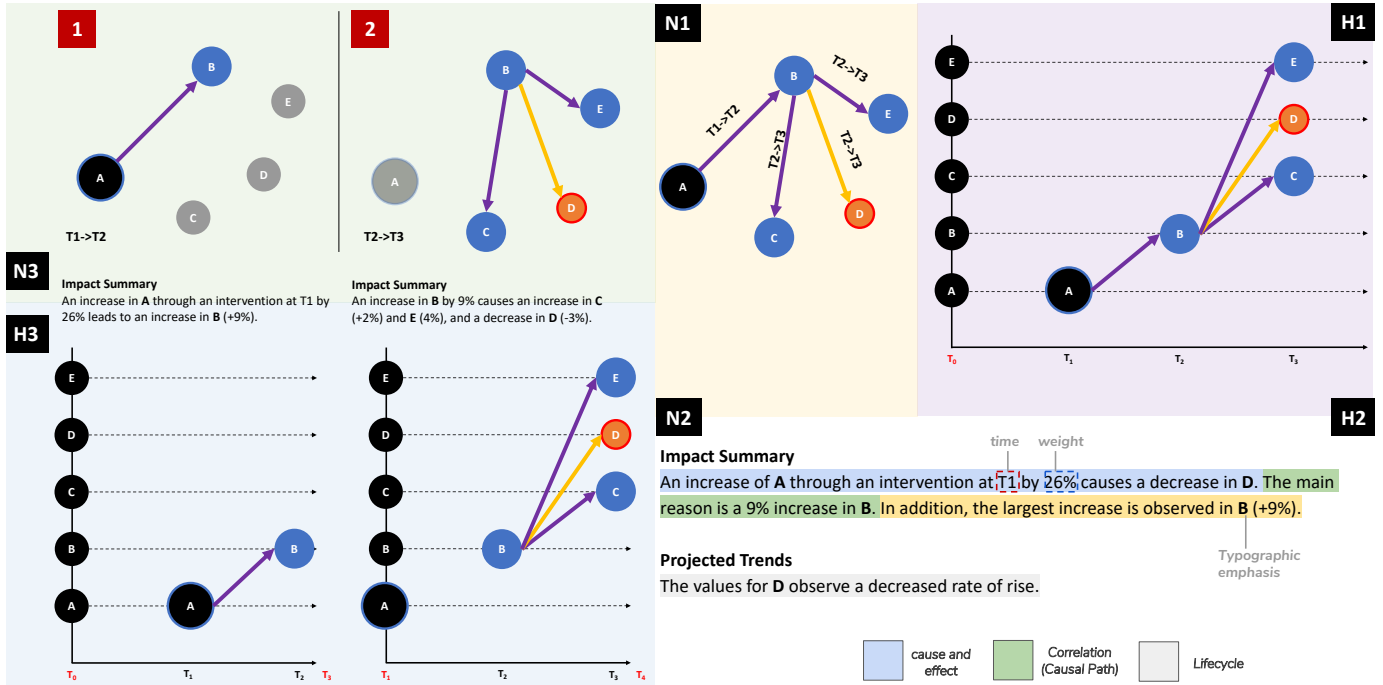 1
B
E
A
D
C
T1->T2
N3
Impact Summary
An increase in A through an intervention at T1 by
26% leads to an increase in B (+9%).
2
B
E
A
D
C
T2->T3
Impact Summary
An increase in B by 9% causes an increase in C
(+2%) and E (4%), and a decrease in D (-3%).
N1
B
T2->T3
E
T1->T2
T2->T3
T2->T3
A
D
C
H1
E
E
D
D
C
C
B
B
A
A
T0
T1
T2
T3
H3
E
D
C
B
B
A
A
T0
T1
T2
T3
E
E
D
D
C
C
B
B
A
T1
T2
T3
T4
N2
H2
time
weight
Impact Summary
An increase of A through an intervention at T1 by 26% causes a decrease in D. The main
reason is a 9% increase in B. In addition, the largest increase is observed in B (+9%).
Typographic
emphasis
Projected Trends
The values for D observe a decreased rate of rise.
cause and
effect
Correlation
(Causal Path)
Lifecycle